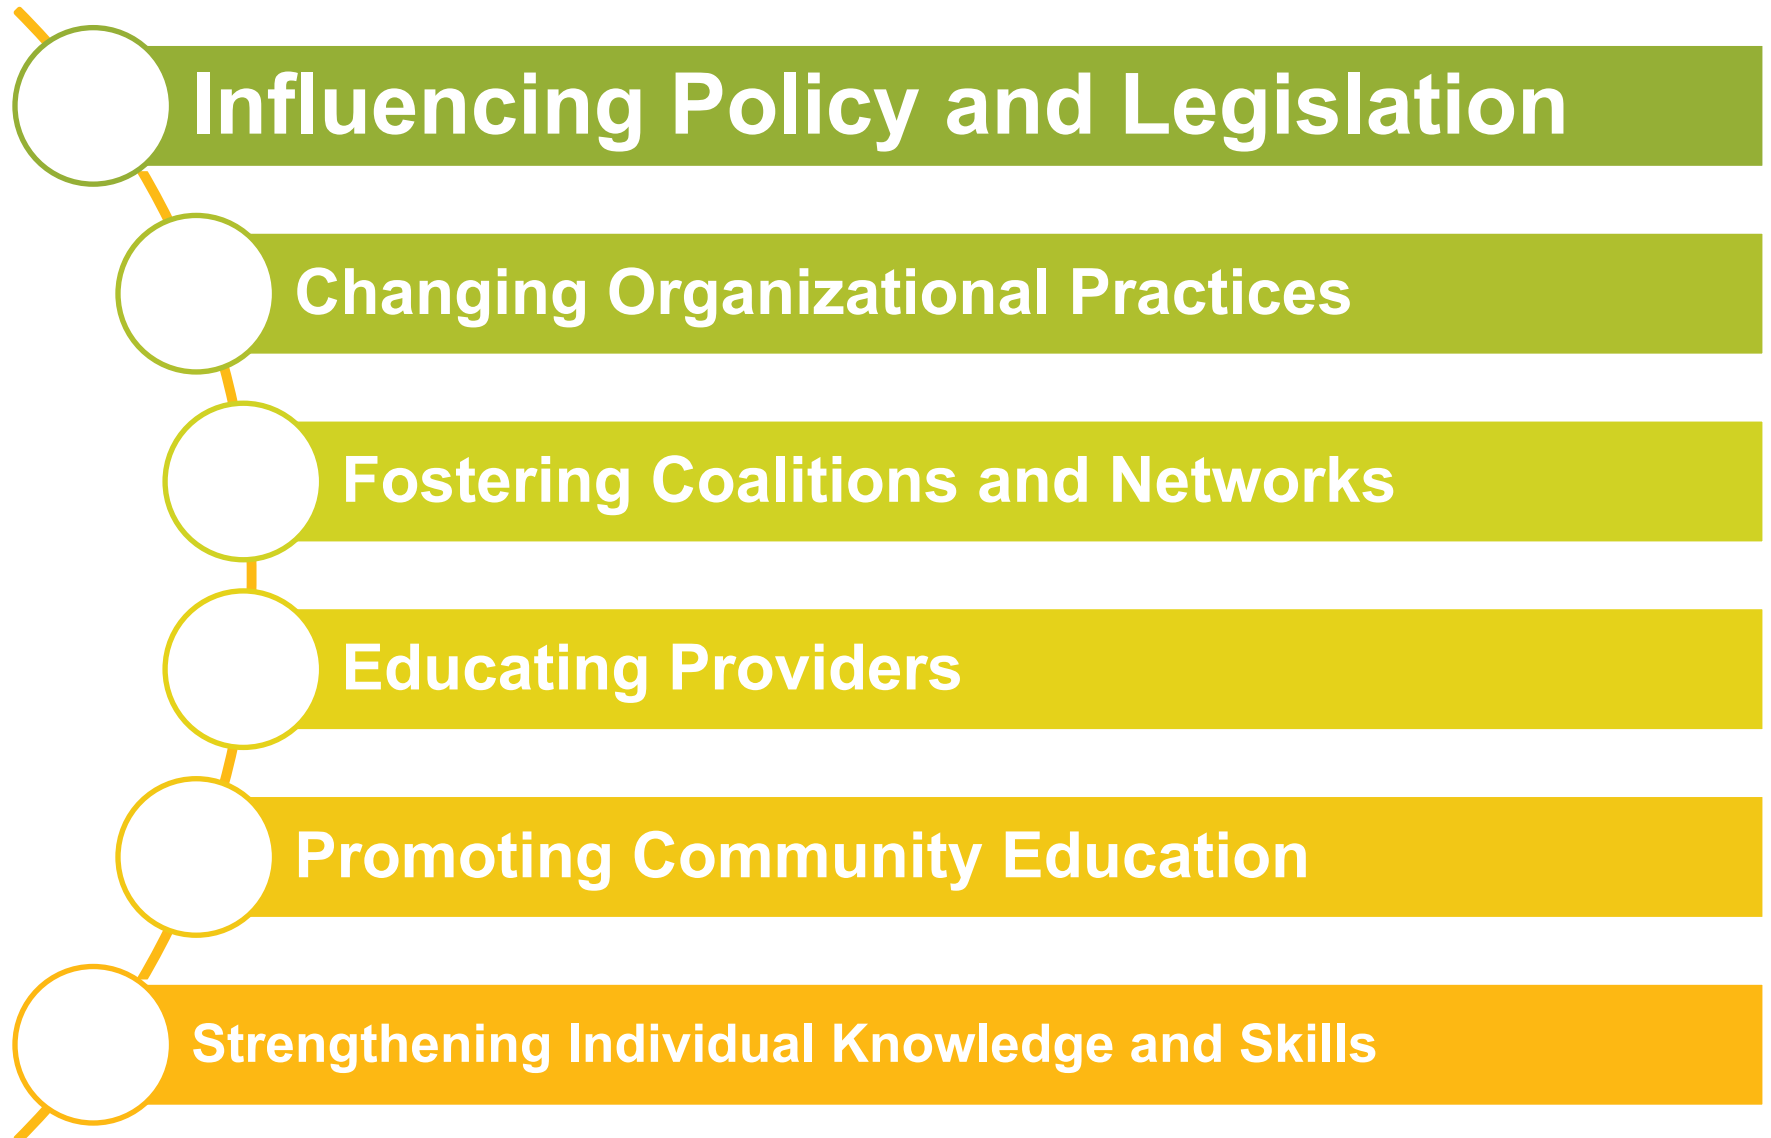 Influencing Policy and Legislation
Changing Organizational Practices
Fostering Coalitions and Networks
Educating Providers
Promoting Community Education
Strengthening Individual Knowledge and Skills